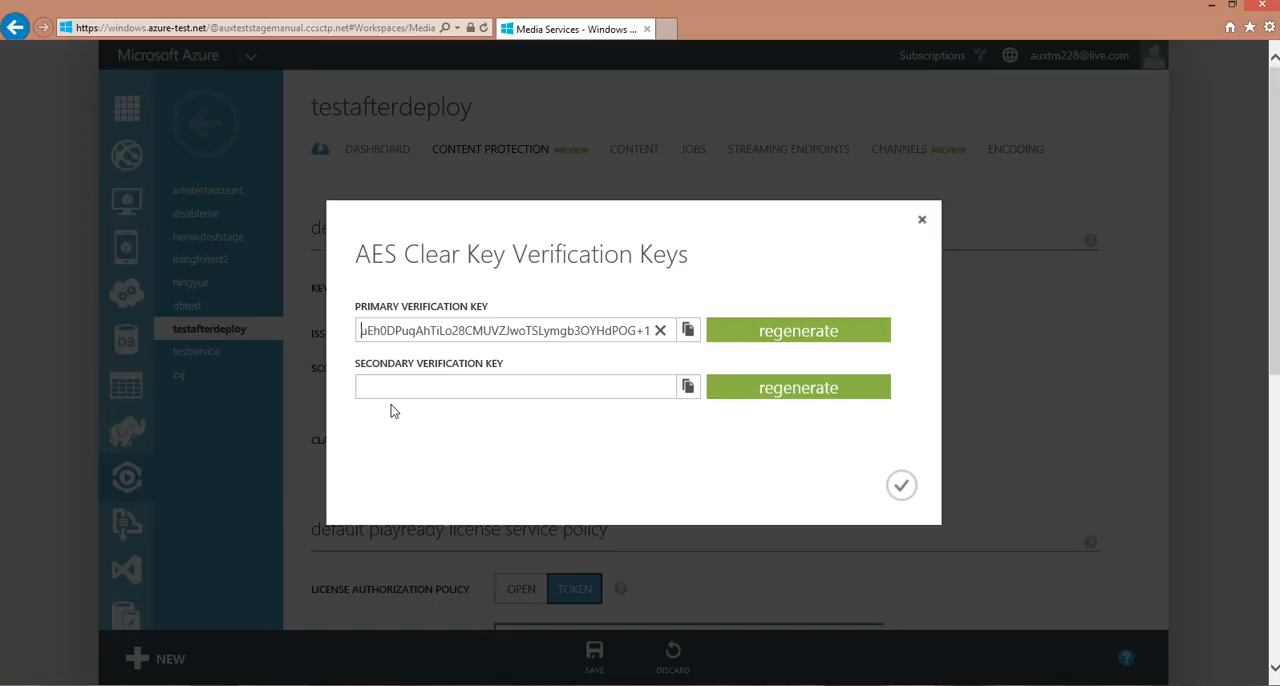 https://windows.azure-test.net/@auxteststagemanual.ccsctp.net#Workspaces/Media
Media Services - Windows ...
Microsoft Azure
Subscriptions
auxtm228@live.com
testafterdeploy
DASHBOARD
CONTENT PROTECTION PREVIEW
CONTENT
JOBS
STREAMING ENDPOINTS
CHANNELS PREVIEW
ENCODING
amstestaccount
disableme
henwuteststage
mingfeitest2
ningyue
qbtest
testafterdeploy
testservice
zq
DB
AES Clear Key Verification Keys
PRIMARY VERIFICATION KEY
regenerate
SECONDARY VERIFICATION KEY
regenerate
default playready license service policy
LICENSE AUTHORIZATION POLICY
OPEN
TOKEN
NEW
SAVE
DISCARD